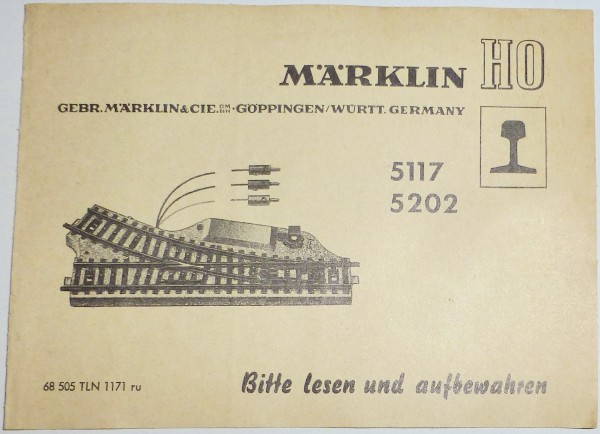 MÄRKLIN HO
GEBR. MÄRKLIN & CIE. GMBH · GÖPPINGEN/WÜRTT. GERMANY
5117
5202
68 505 TLN 1171 ru
Bitte lesen und aufbewahren